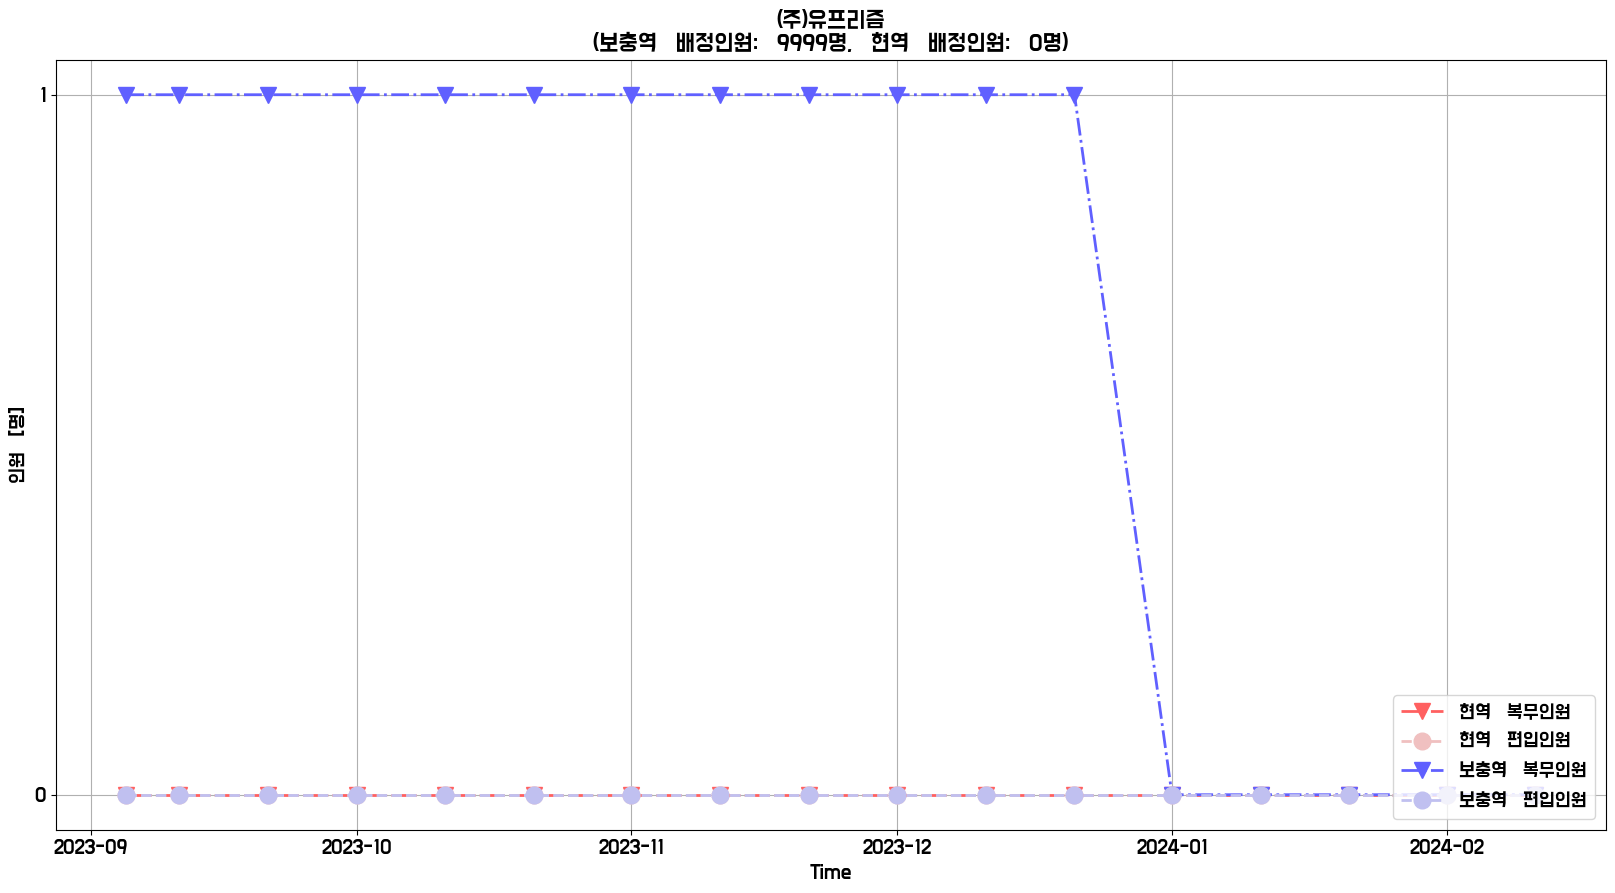 (주)유프리즘
(보충역 배정인원: 9999명, 현역 배정인원: 0명)
인원 [명]
1
0
2023-09
2023-10
2023-11
2023-12
2024-01
2024-02
Time
현역 복무인원
현역 편입인원
보충역 복무인원
보충역 편입인원